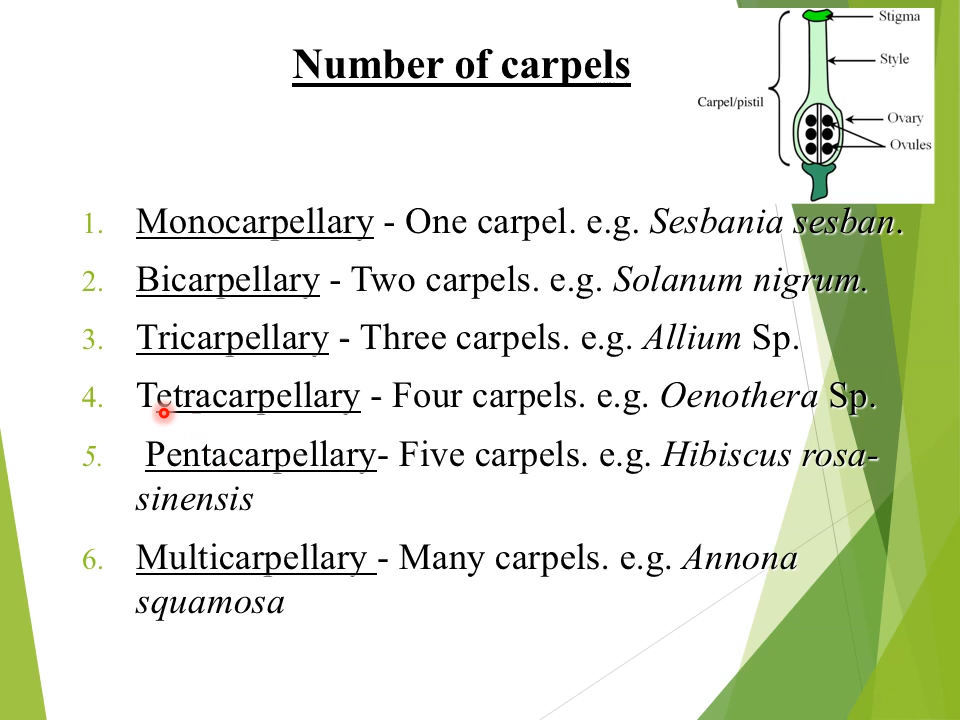 Number of carpels
Stigma
Style
Carpel/pistil
Ovary
Ovules
1. Monocarpellary - One carpel. e.g. Sesbania sesban.
2. Bicarpellary - Two carpels. e.g. Solanum nigrum.
3. Tricarpellary - Three carpels. e.g. Allium Sp.
4. Tetracarpellary - Four carpels. e.g. Oenothera Sp.
5. Pentacarpellary- Five carpels. e.g. Hibiscus rosa-
sinensis
6. Multicarpellary - Many carpels. e.g. Annona
squamosa